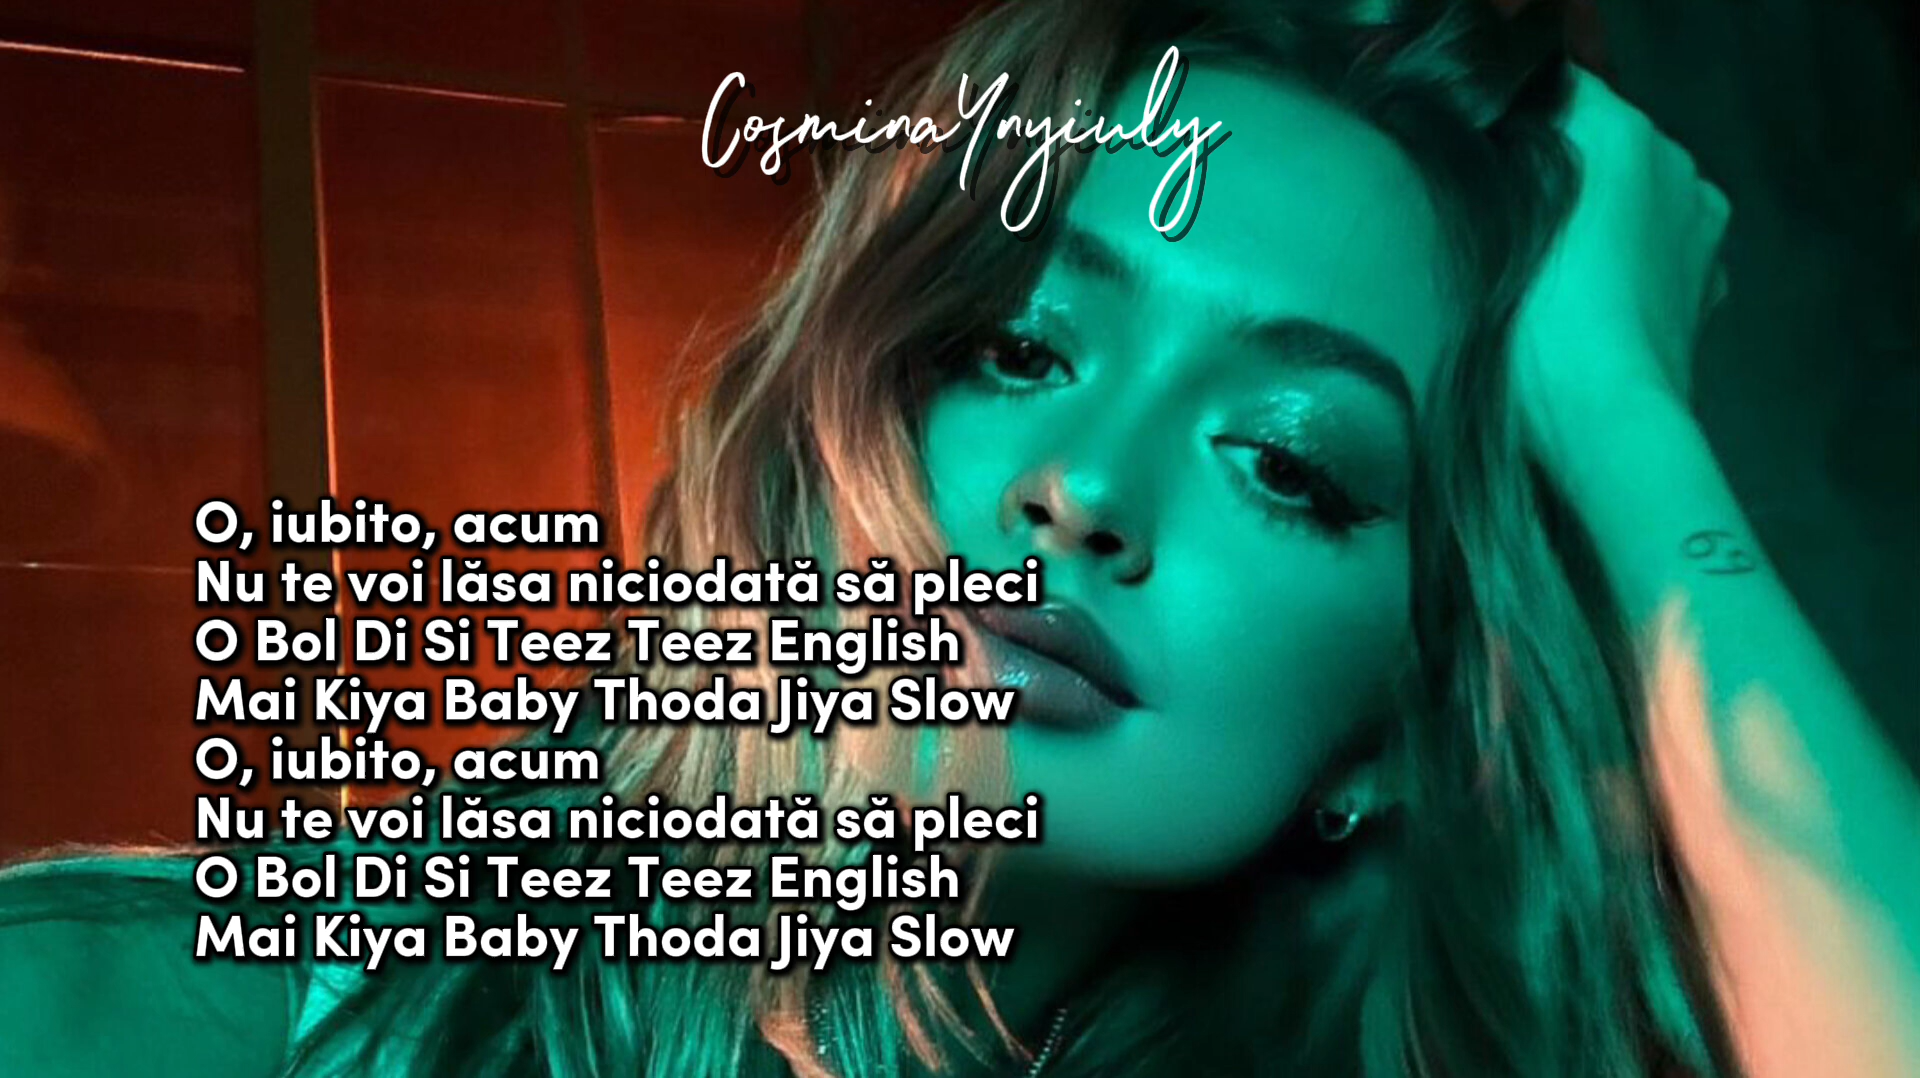 CosminaYnyiuly
O, iubito, acum
Nu te voi lăsa niciodată să pleci
O Bol Di Si Teez Teez English
Mai Kiya Baby Thoda Jiya Slow
O, iubito, acum
Nu te voi lăsa niciodată să pleci
O Bol Di Si Teez Teez English
Mai Kiya Baby Thoda Jiya Slow